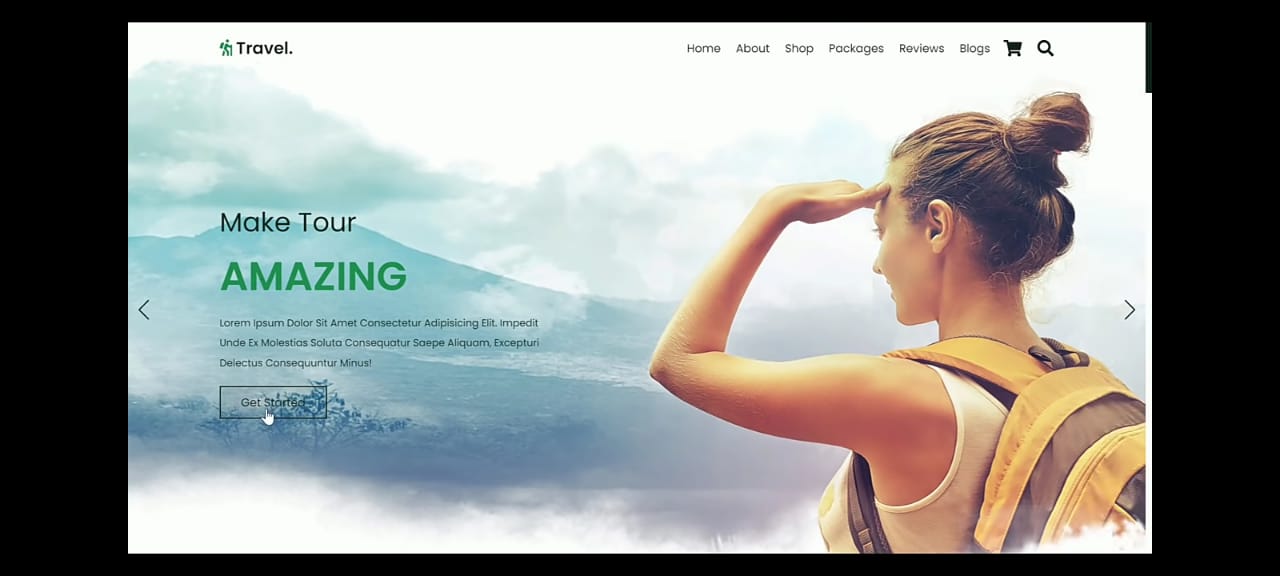 Travel.
Home About Shop Packages Reviews Blogs
Make Tour
AMAZING
Lorem Ipsum Dolor Sit Amet Consectetur Adipisicing Elit. Impedit
Unde Ex Molestias Soluta Consequatur Saepe Aliquam, Excepturi
Delectus Consequuntur Minus!
Get Started